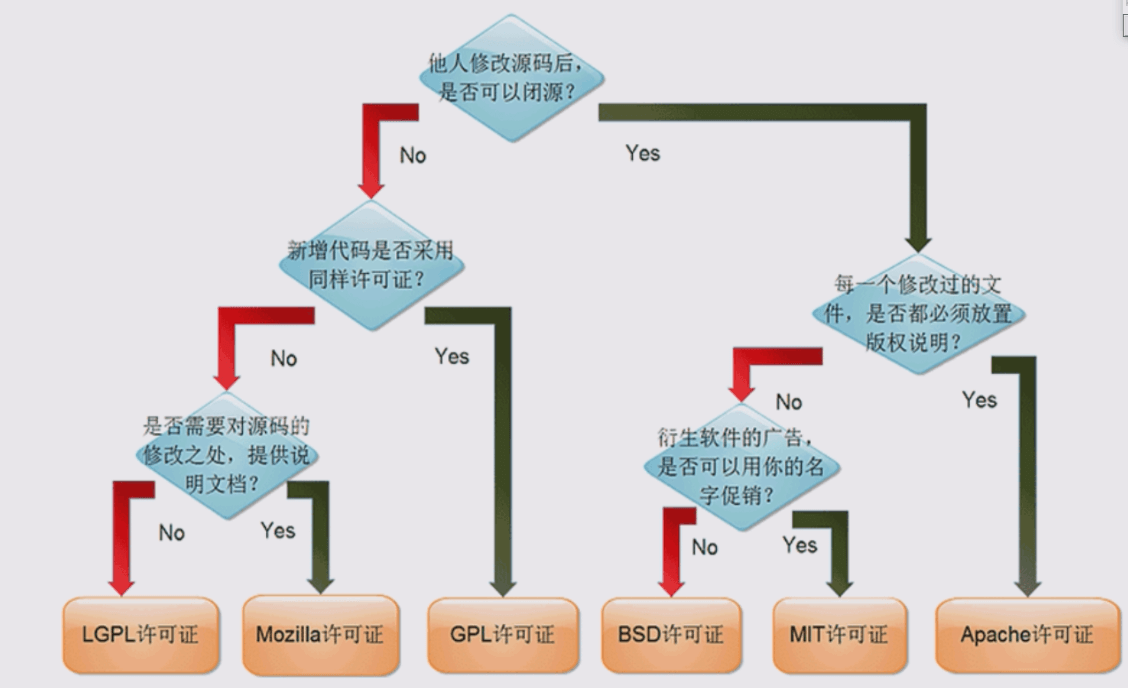 他人修改源码后，
是否可以闭源？
No
Yes
新增代码是否采用
同样许可证？
每一个修改过的文
件，是否都必须放置
版权说明？
No
Yes
No
Yes
是否需要对源码的
修改之处，提供说
明文档？
衍生软件的广告，
是否可以用你的名
字促销？
No
Yes
No
Yes
LGPL许可证
Mozilla许可证
GPL许可证
BSD许可证
MIT许可证
Apache许可证